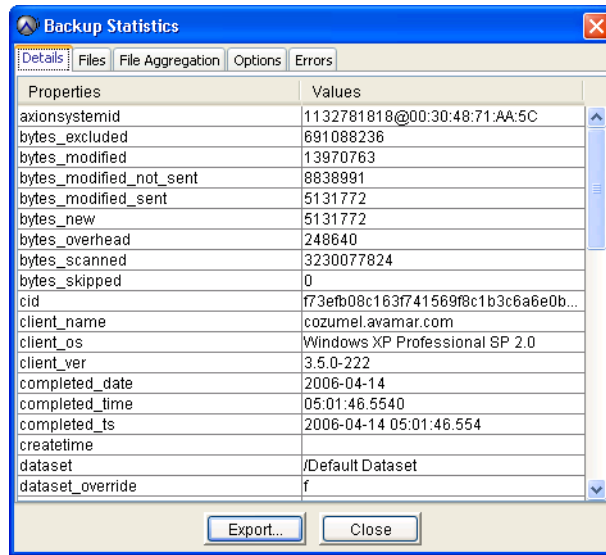 Backup Statistics
Details Files File Aggregation Options Errors
Properties Values
axionsystemid 1132781818@00:30:48:71:AA:5C
bytes_excluded 691088236
bytes_modified 13970763
bytes_modified_not_sent 8838991
bytes_modified_sent 5131772
bytes_new 5131772
bytes_overhead 248640
bytes_scanned 3230077824
bytes_skipped 0
cid f73efb08c163f741569f8c1b3c6a6e0b...
client_name cozumel.avamar.com
client_os Windows XP Professional SP 2.0
client_ver 3.5.0-222
completed_date 2006-04-14
completed_time 05:01:46.5540
completed_ts 2006-04-14 05:01:46.554
createtime
dataset /Default Dataset
dataset_override f
Export... Close